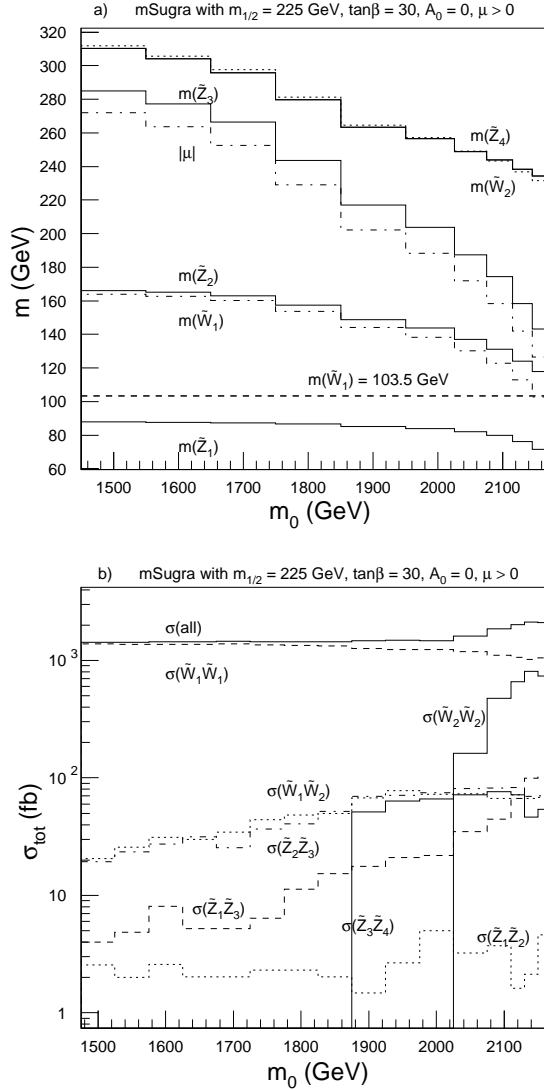 a) mSugra with m1/2 = 225 GeV, tanβ = 30, A0 = 0, μ > 0
m (GeV)
320
300
280
260
240
220
200
180
160
140
120
100
80
60
m(Z̃3)
m(Z̃4)
|μ|
m(W̃2)
m(Z̃2)
m(W̃1)
m(W̃1) = 103.5 GeV
m(Z̃1)
1500 1600 1700 1800 1900 2000 2100
m0 (GeV)
b) mSugra with m1/2 = 225 GeV, tanβ = 30, A0 = 0, μ > 0
σtot (fb)
10³
10²
10
1
σ(all)
σ(W̃1W̃1)
σ(W̃2W̃2)
σ(W̃1W̃2)
σ(Z̃2Z̃3)
σ(Z̃1Z̃3)
σ(Z̃3Z̃4)
σ(Z̃1Z̃2)
1500 1600 1700 1800 1900 2000 2100
m0 (GeV)